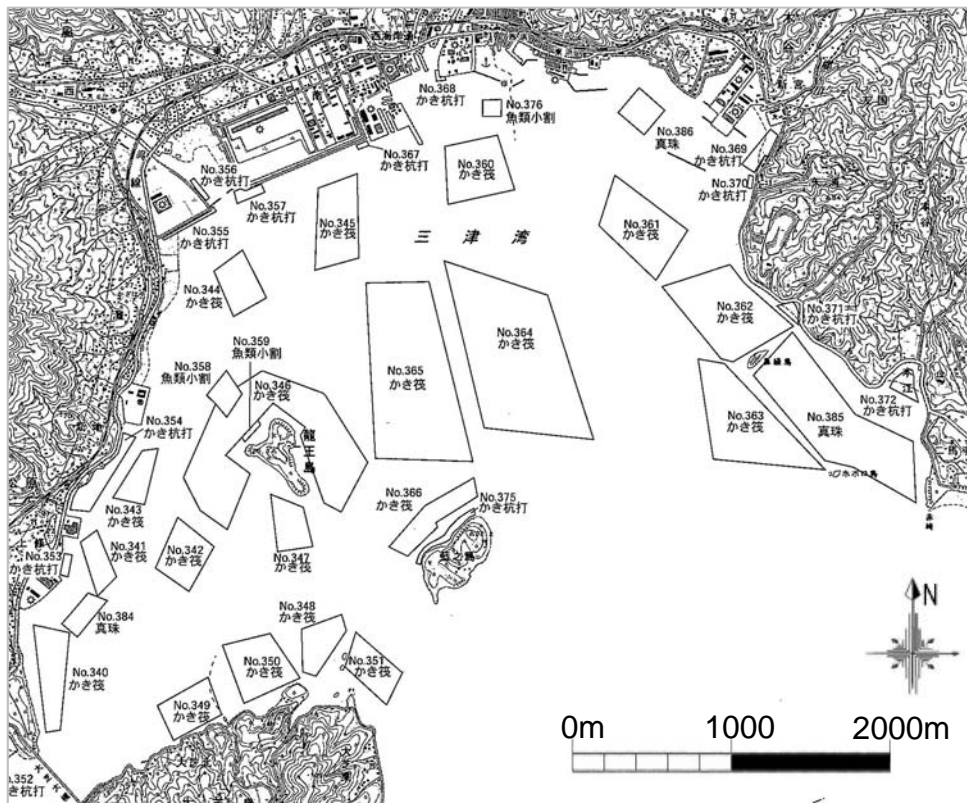 No.368
かき杭打
No.376
魚類小割
No.386
真珠
No.369
かき杭打
No.370
かき杭打
No.367
かき杭打
No.360
かき筏
No.356
かき杭打
No.357
かき杭打
No.355
かき杭打
No.345
かき筏
三津湾
No.361
かき筏
No.344
かき筏
No.362
かき筏
No.371
かき杭打
No.364
かき筏
No.365
かき筏
No.359
魚類小割
No.358
魚類小割
No.346
かき筏
龍王島
No.372
かき杭打
No.363
かき筏
No.385
真珠
ホボロ島
No.354
かき杭打
No.343
かき筏
No.366
かき筏
No.375
かき杭打
No.341
かき筏
No.342
かき筏
No.347
かき筏
No.353
かき杭打
No.384
真珠
No.348
かき筏
No.340
かき筏
No.350
かき筏
No.351
かき筏
No.349
かき筏
N
0m 1000 2000m